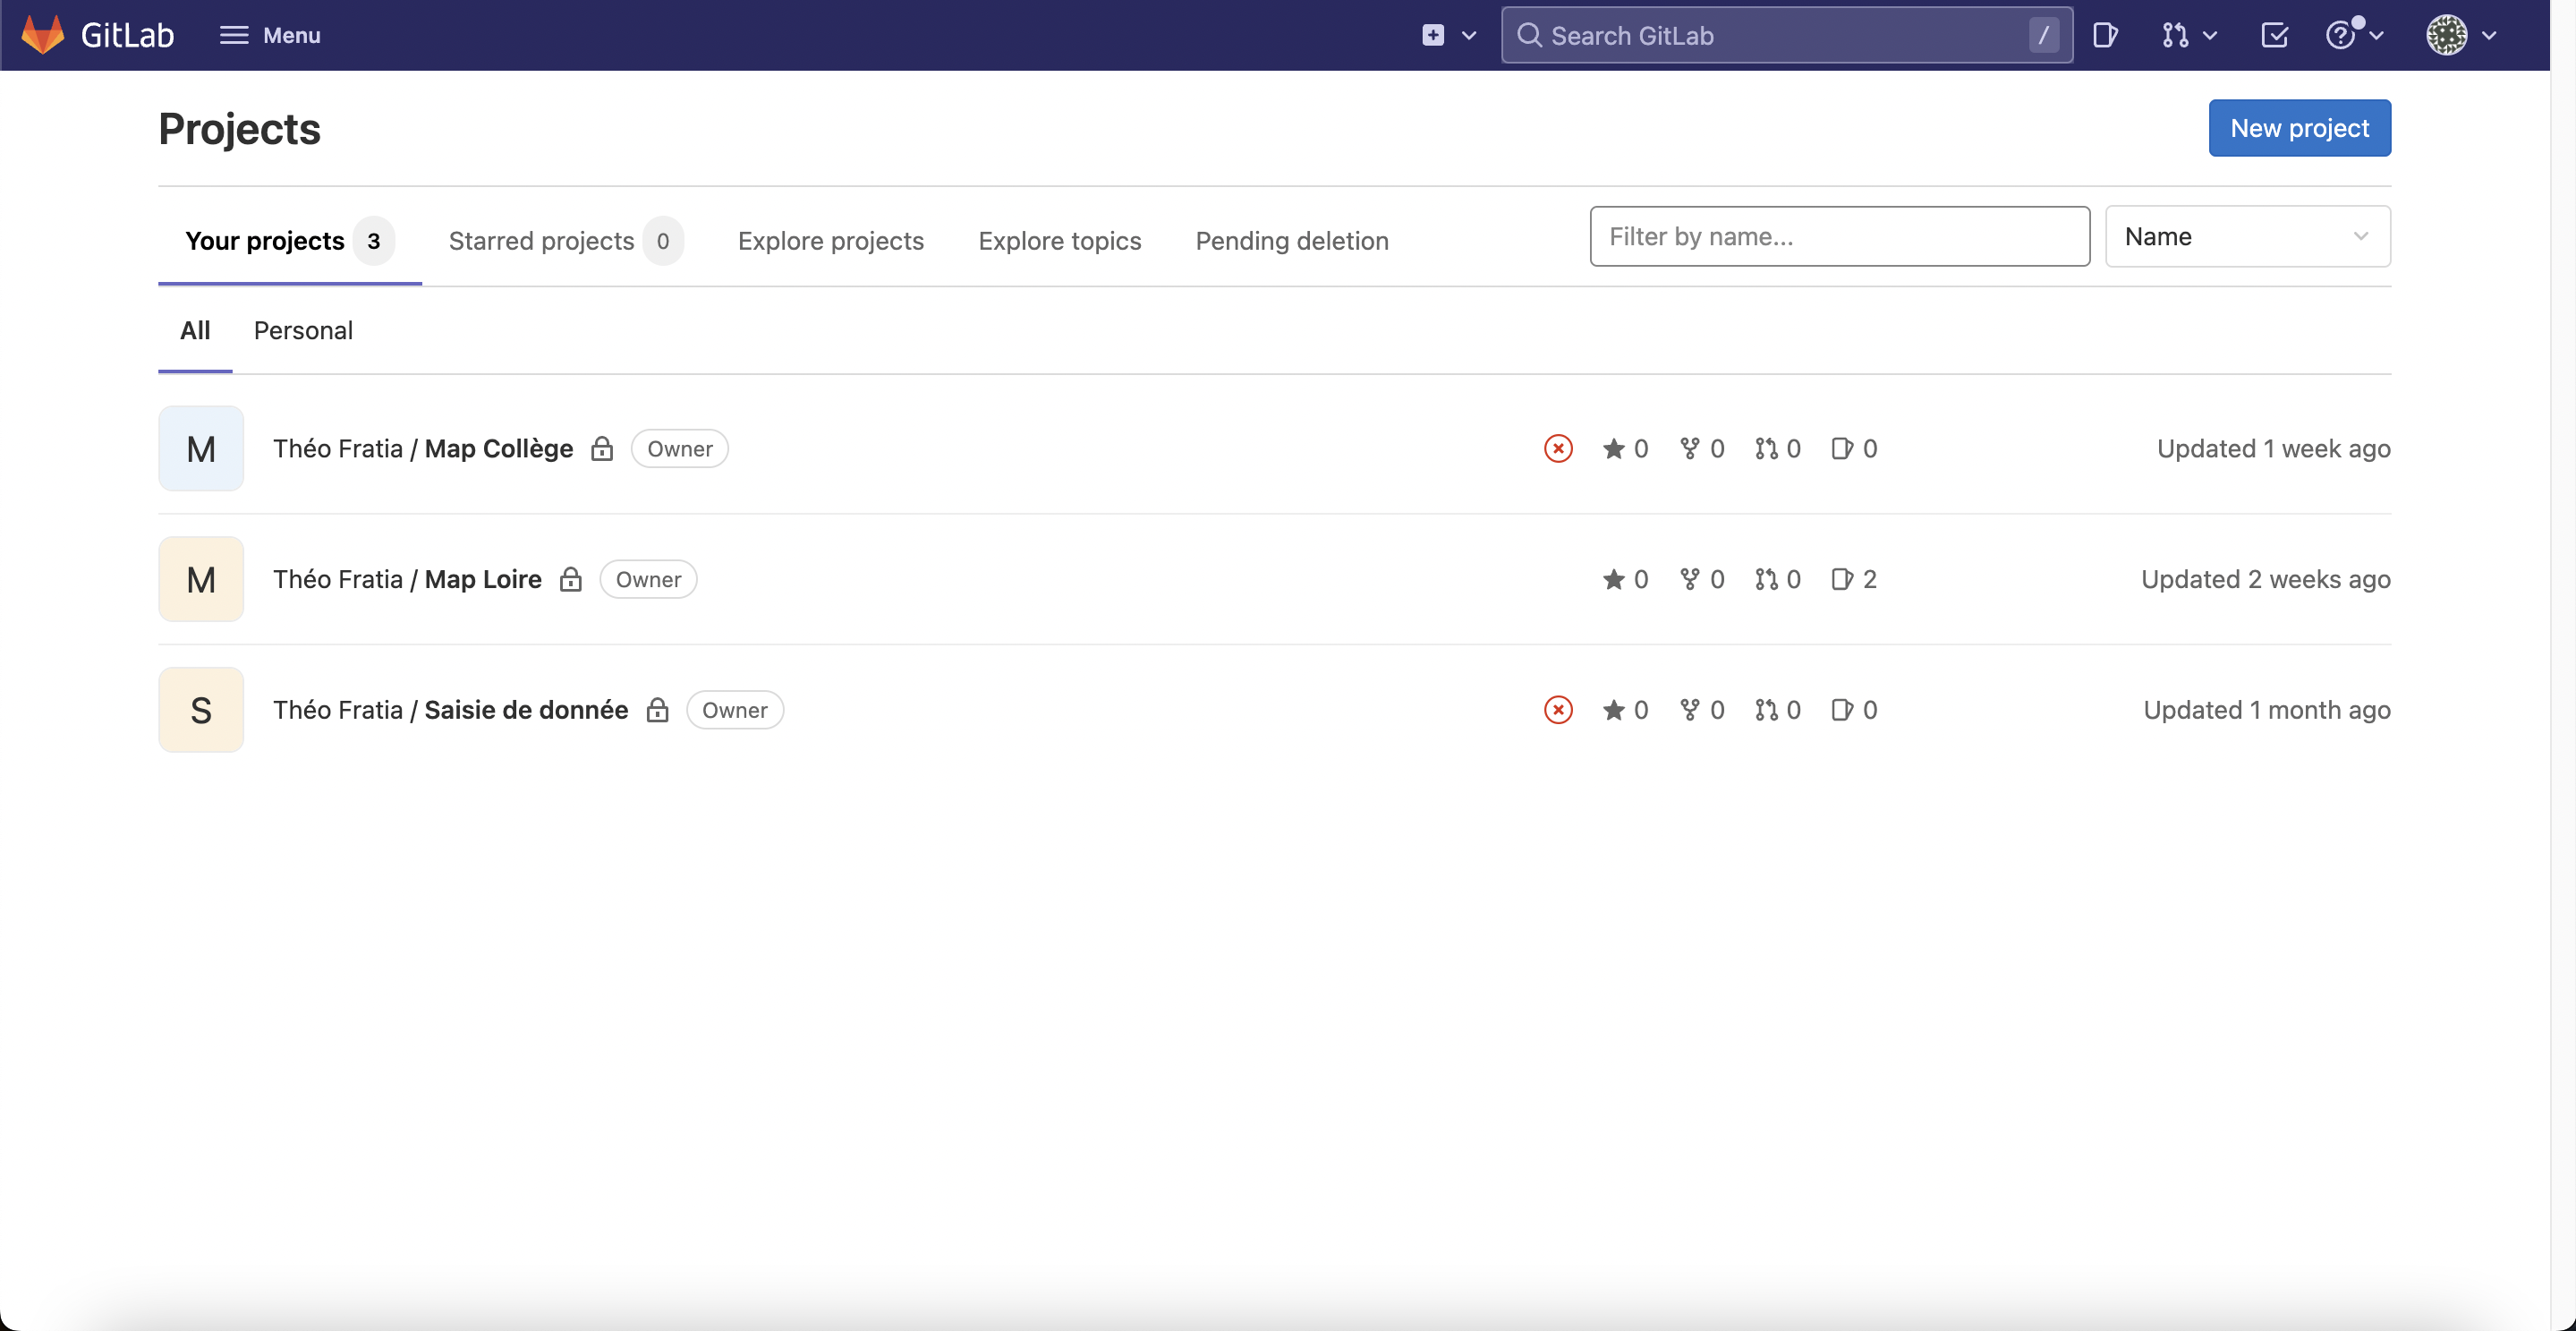 GitLab Menu Search GitLab /
Projects New project
Your projects 3 Starred projects 0 Explore projects Explore topics Pending deletion Filter by name... Name
All Personal
M Théo Fratia / Map Collège Owner 0 0 0 0 Updated 1 week ago
M Théo Fratia / Map Loire Owner 0 0 0 2 Updated 2 weeks ago
S Théo Fratia / Saisie de donnée Owner 0 0 0 0 Updated 1 month ago